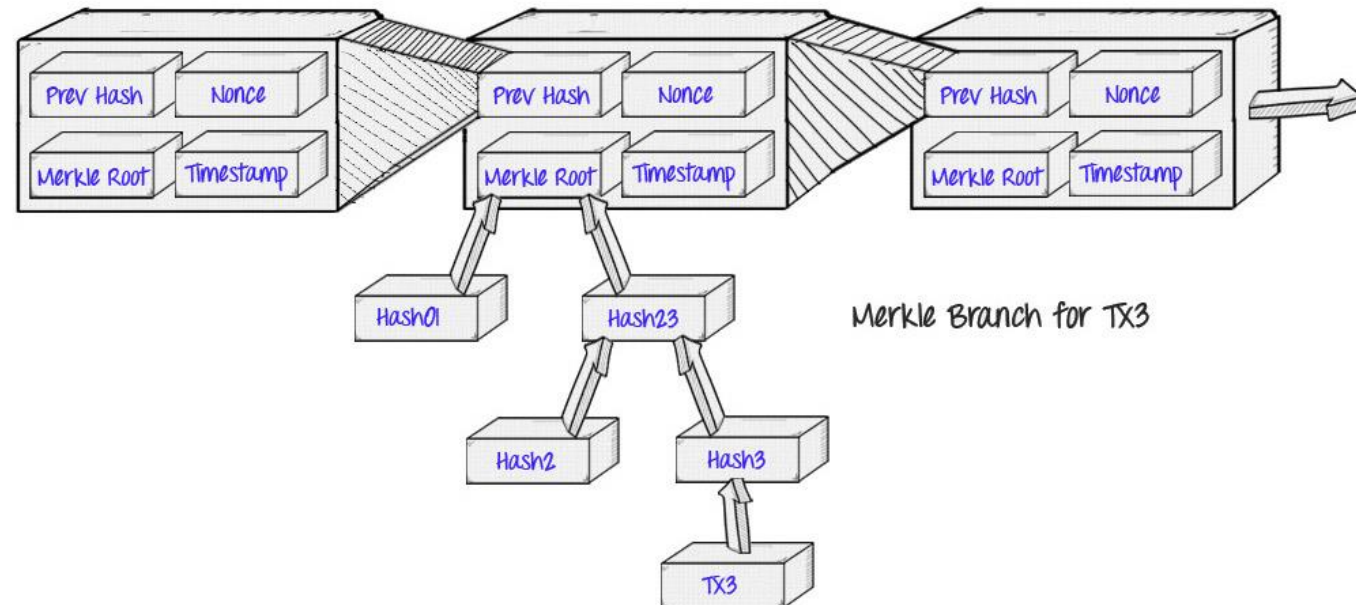 Prev Hash Nonce Prev Hash Nonce Prev Hash Nonce
Merkle Root Timestamp Merkle Root Timestamp Merkle Root Timestamp
Hash01 Hash23 Merkle Branch for TX3
Hash2 Hash3
TX3